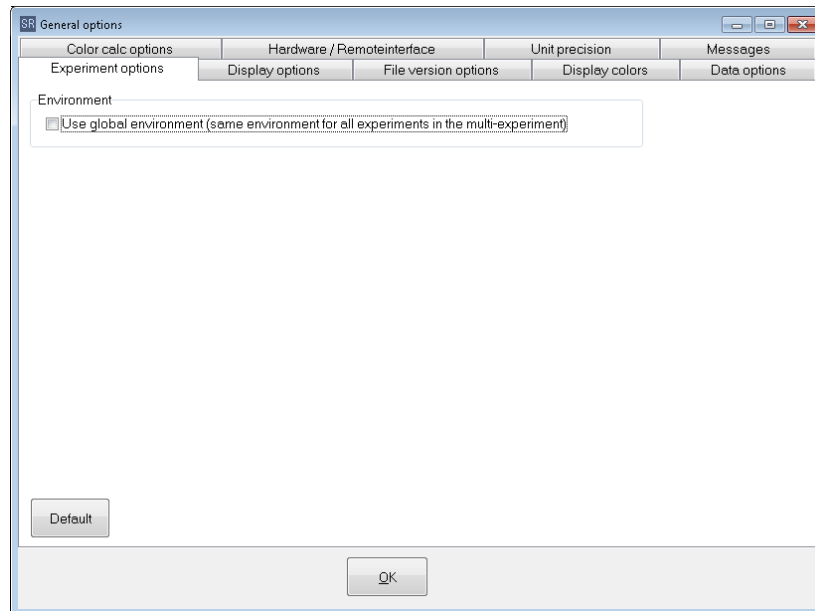 SR General options
Color calc options Hardware / Remoteinterface Unit precision Messages
Experiment options Display options File version options Display colors Data options
Environment
Use global environment (same environment for all experiments in the multi-experiment)
Default
OK